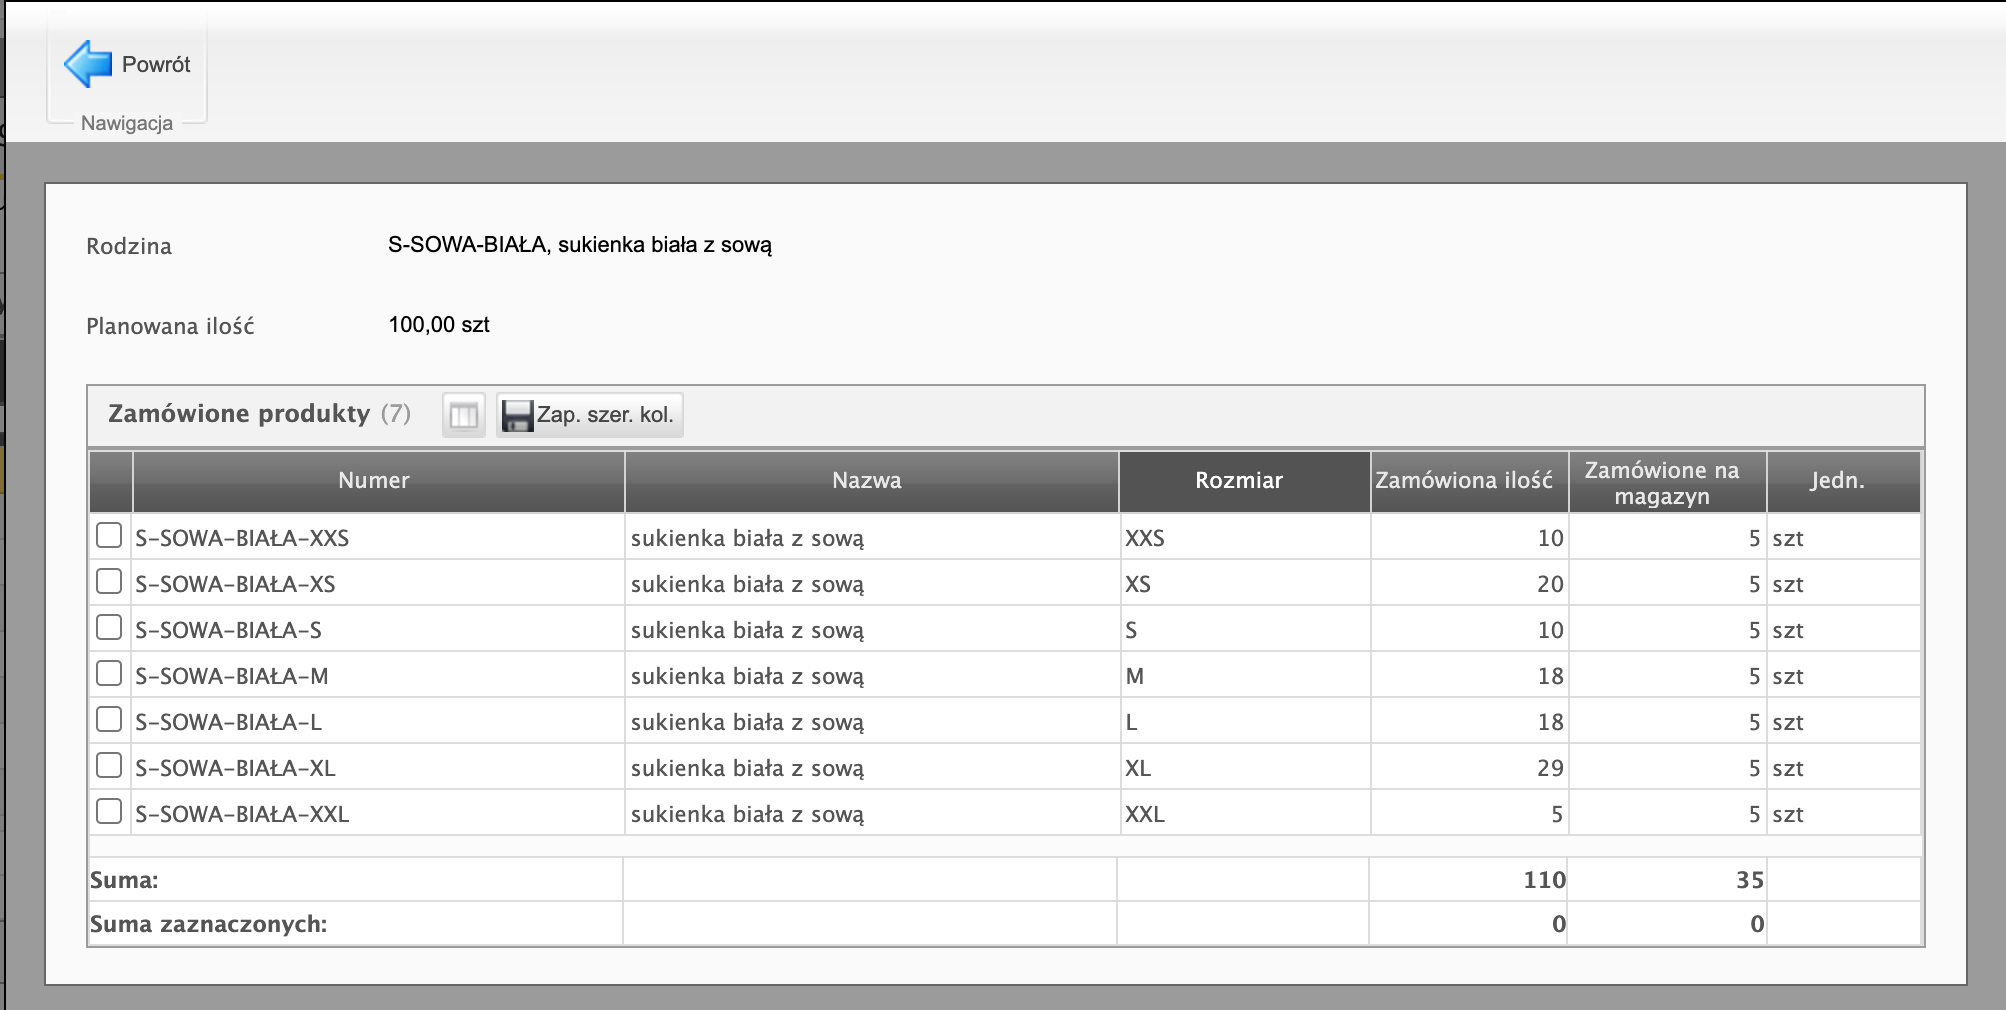 Powrót
Nawigacja
Rodzina S-SOWA-BIAŁA, sukienka biała z sową
Planowana ilość 100,00 szt
Zamówione produkty (7) Zap. szer. kol.
Numer Nazwa Rozmiar Zamówiona ilość Zamówione na magazyn Jedn.
S-SOWA-BIAŁA-XXS sukienka biała z sową XXS 10 5 szt
S-SOWA-BIAŁA-XS sukienka biała z sową XS 20 5 szt
S-SOWA-BIAŁA-S sukienka biała z sową S 10 5 szt
S-SOWA-BIAŁA-M sukienka biała z sową M 18 5 szt
S-SOWA-BIAŁA-L sukienka biała z sową L 18 5 szt
S-SOWA-BIAŁA-XL sukienka biała z sową XL 29 5 szt
S-SOWA-BIAŁA-XXL sukienka biała z sową XXL 5 5 szt
Suma: 110 35
Suma zaznaczonych: 0 0